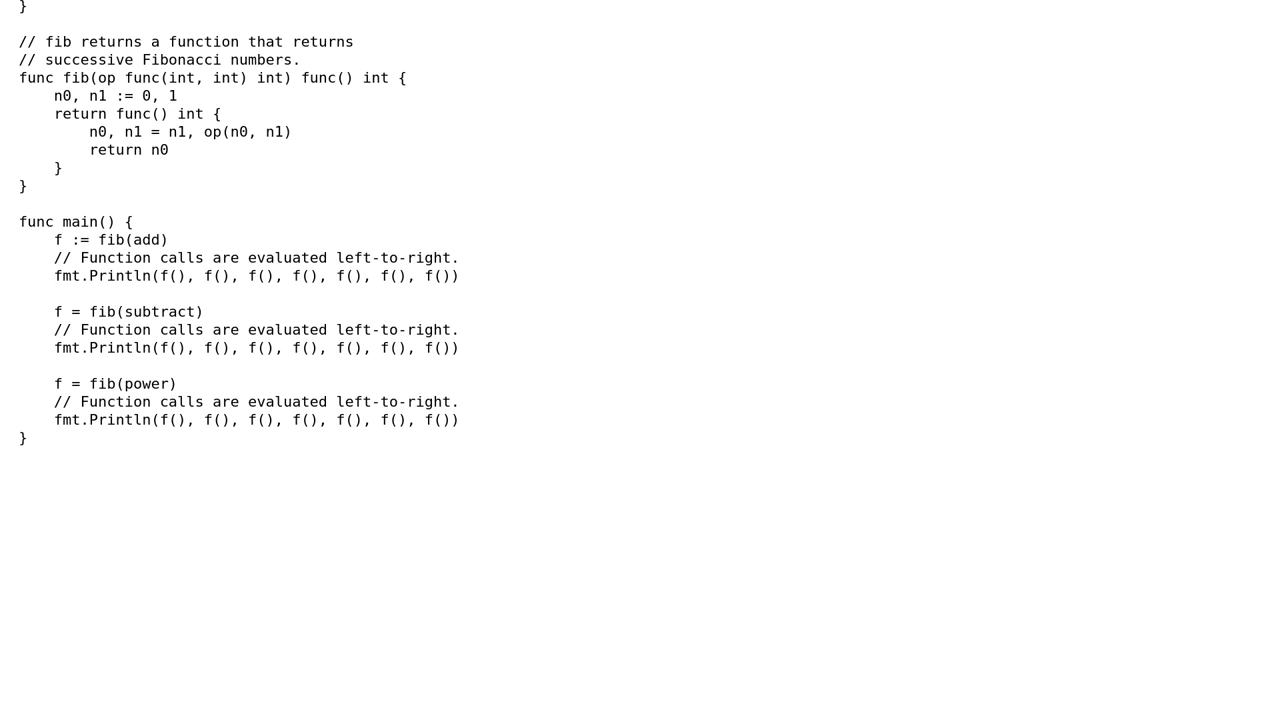 }

// fib returns a function that returns
// successive Fibonacci numbers.
func fib(op func(int, int) int) func() int {
    n0, n1 := 0, 1
    return func() int {
        n0, n1 = n1, op(n0, n1)
        return n0
    }
}

func main() {
    f := fib(add)
    // Function calls are evaluated left-to-right.
    fmt.Println(f(), f(), f(), f(), f(), f(), f())

    f = fib(subtract)
    // Function calls are evaluated left-to-right.
    fmt.Println(f(), f(), f(), f(), f(), f(), f())

    f = fib(power)
    // Function calls are evaluated left-to-right.
    fmt.Println(f(), f(), f(), f(), f(), f(), f())
}